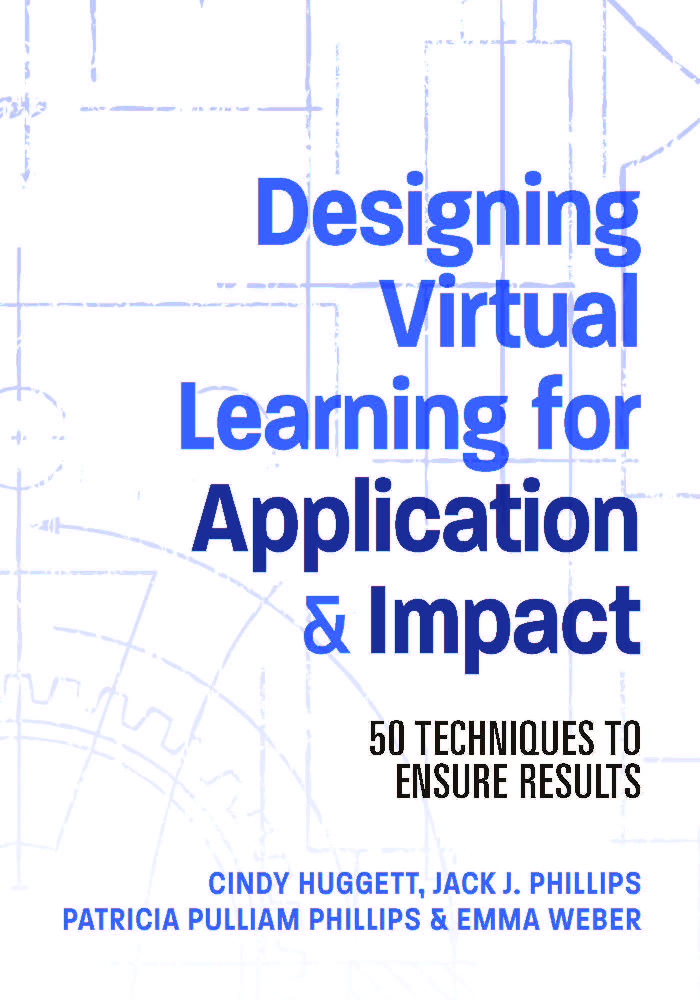 Designing
Virtual
Learning for
Application
& Impact
50 TECHNIQUES TO
ENSURE RESULTS
CINDY HUGGETT, JACK J. PHILLIPS
PATRICIA PULLIAM PHILLIPS & EMMA WEBER